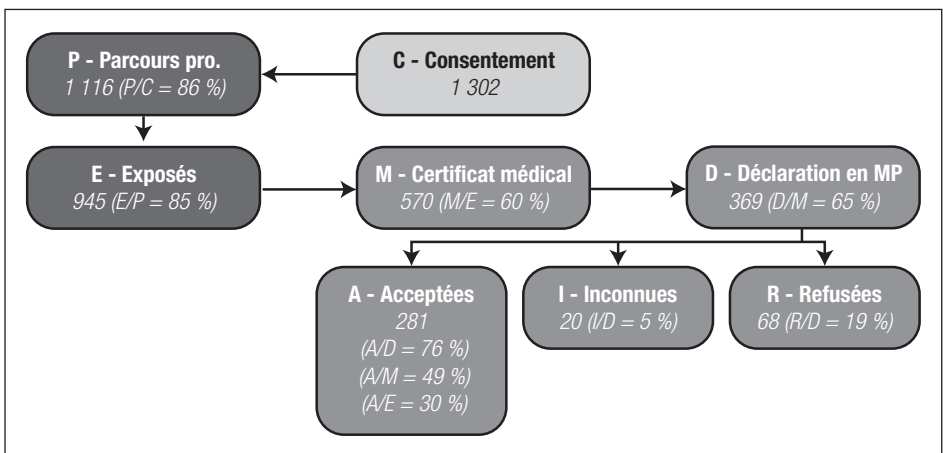 P - Parcours pro.
1 116 (P/C = 86 %)
C - Consentement
1 302
E - Exposés
945 (E/P = 85 %)
M - Certificat médical
570 (M/E = 60 %)
D - Déclaration en MP
369 (D/M = 65 %)
A - Acceptées
281
(A/D = 76 %)
(A/M = 49 %)
(A/E = 30 %)
I - Inconnues
20 (I/D = 5 %)
R - Refusées
68 (R/D = 19 %)